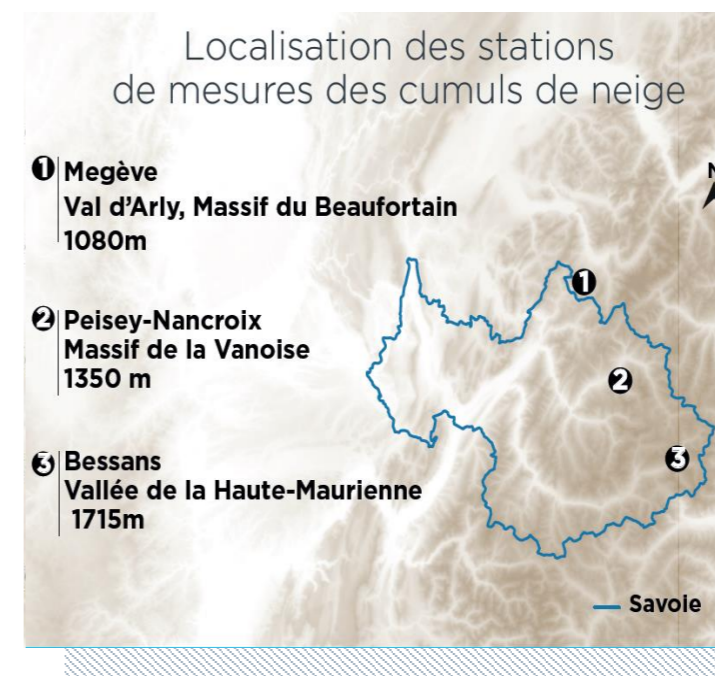 Localisation des stations
de mesures des cumuls de neige
N
1 Megève
Val d'Arly, Massif du Beaufortain
1080m
2 Peisey-Nancroix
Massif de la Vanoise
1350 m
3 Bessans
Vallée de la Haute-Maurienne
1715m
1
2
3
Savoie